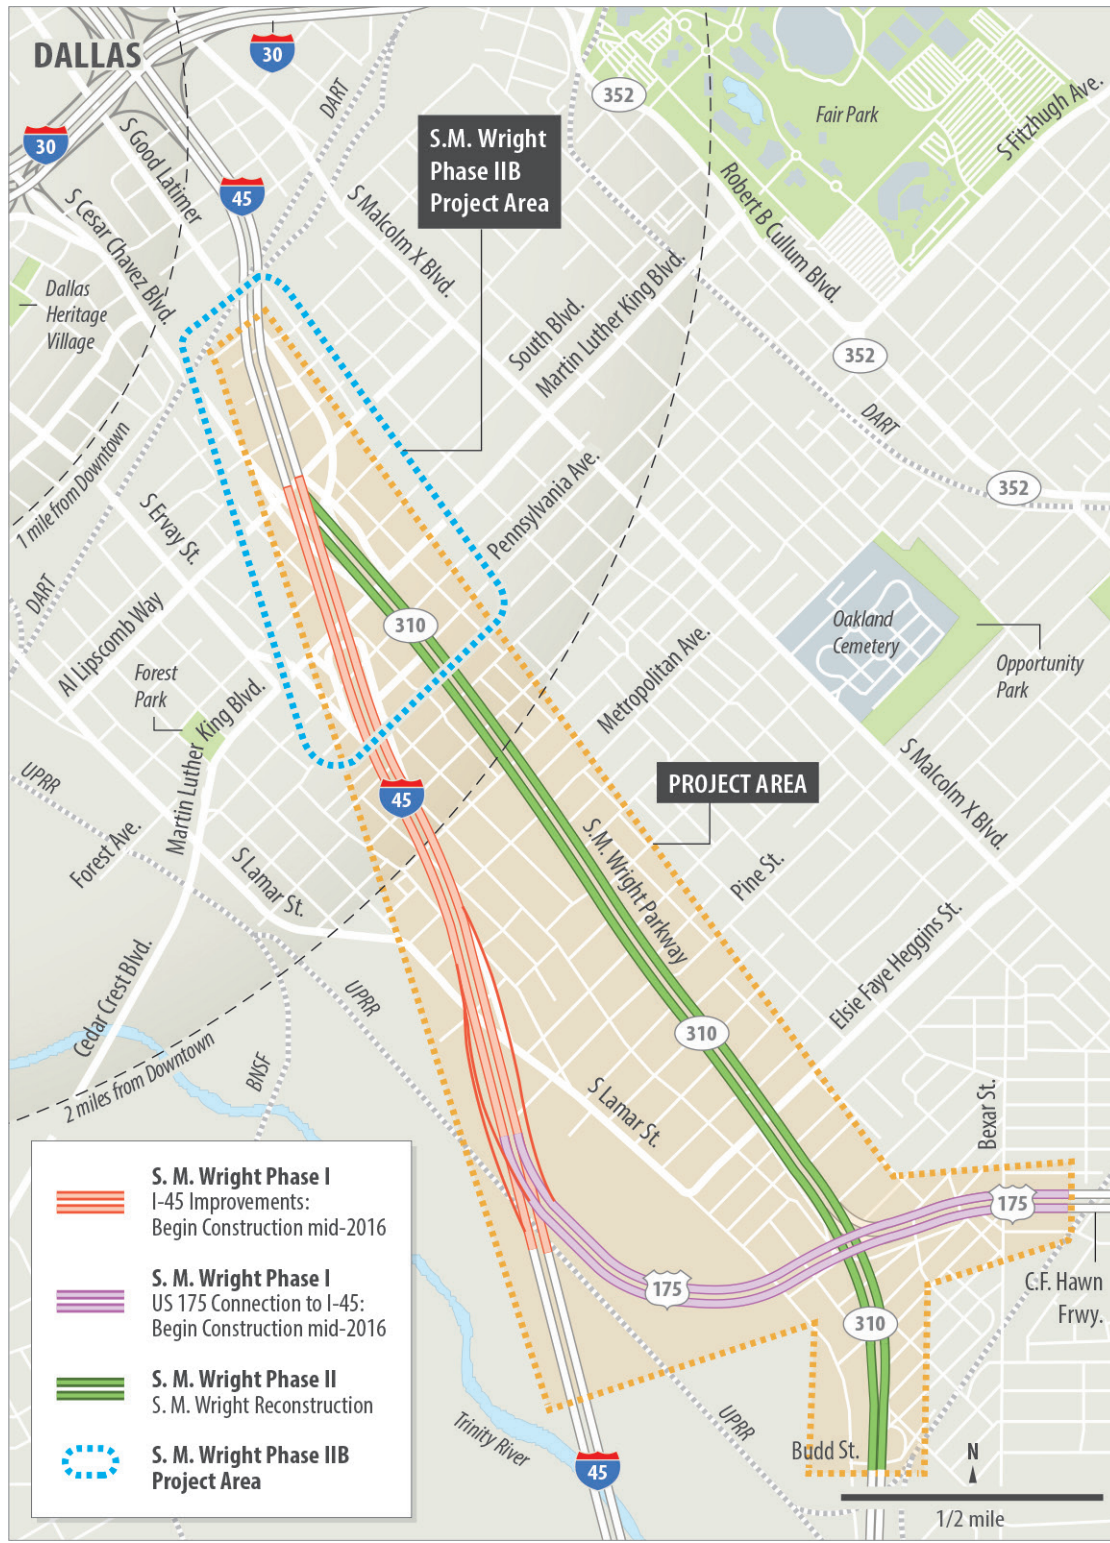 DALLAS
30
30
45
352
Fair Park
S Fitzhugh Ave.
DART
S Good Latimer
S.M. Wright
Phase IIB
Project Area
S Cesar Chavez Blvd.
S Malcolm X Blvd.
Robert B Cullum Blvd.
Dallas
Heritage
Village
South Blvd.
Martin Luther King Blvd.
352
DART
1 mile from Downtown
S Ervay St.
Pennsylvania Ave.
352
DART
Al Lipscomb Way
310
Oakland
Cemetery
Opportunity
Park
Forest
Park
Metropolitan Ave.
Martin Luther King Blvd.
UPRR
45
PROJECT AREA
S Malcolm X Blvd.
Forest Ave.
S Lamar St.
S.M. Wright Parkway
Pine St.
Elsie Faye Heggins St.
Cedar Crest Blvd.
UPRR
BNSF
310
2 miles from Downtown
S Lamar St.
Bexar St.
175
175
C.F. Hawn
Frwy.
310
S. M. Wright Phase I
I-45 Improvements:
Begin Construction mid-2016
S. M. Wright Phase I
US 175 Connection to I-45:
Begin Construction mid-2016
S. M. Wright Phase II
S. M. Wright Reconstruction
S. M. Wright Phase IIB
Project Area
Trinity River
UPRR
Budd St.
45
N
1/2 mile